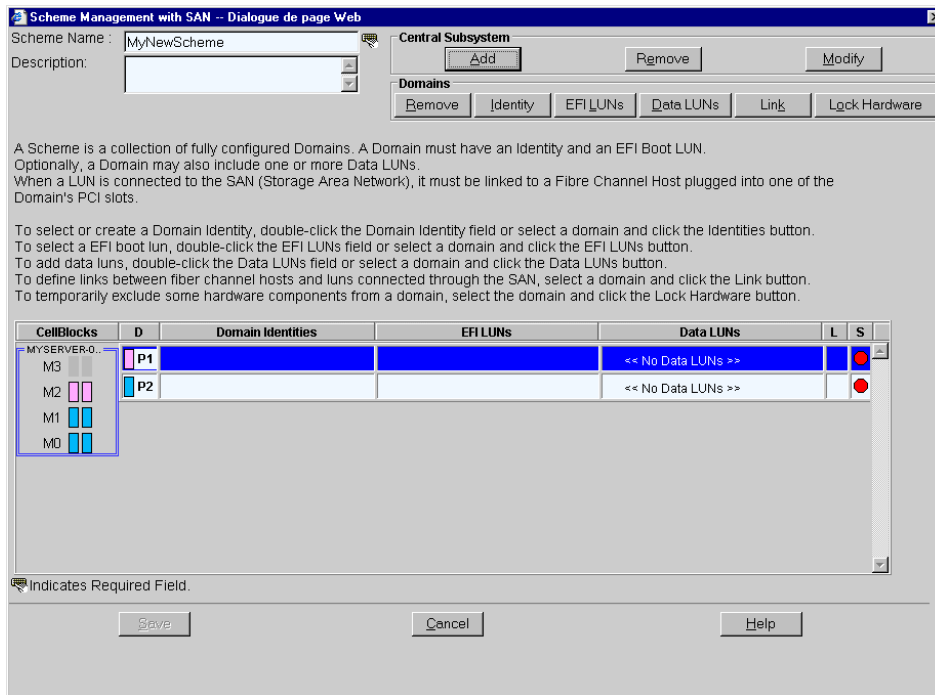 Scheme Management with SAN -- Dialogue de page Web
Scheme Name : MyNewScheme
Description:
Central Subsystem
Add Remove Modify
Domains
Remove Identity EFI LUNs Data LUNs Link Lock Hardware
A Scheme is a collection of fully configured Domains. A Domain must have an Identity and an EFI Boot LUN.
Optionally, a Domain may also include one or more Data LUNs.
When a LUN is connected to the SAN (Storage Area Network), it must be linked to a Fibre Channel Host plugged into one of the
Domain's PCI slots.
To select or create a Domain Identity, double-click the Domain Identity field or select a domain and click the Identities button.
To select a EFI boot lun, double-click the EFI LUNs field or select a domain and click the EFI LUNs button.
To add data luns, double-click the Data LUNs field or select a domain and click the Data LUNs button.
To define links between fiber channel hosts and luns connected through the SAN, select a domain and click the Link button.
To temporarily exclude some hardware components from a domain, select the domain and click the Lock Hardware button.
CellBlocks D Domain Identities EFI LUNs Data LUNs L S
MYSERVER-0..
P1 << No Data LUNs >>
M3
P2 << No Data LUNs >>
M2
M1
M0
Indicates Required Field.
Save Cancel Help